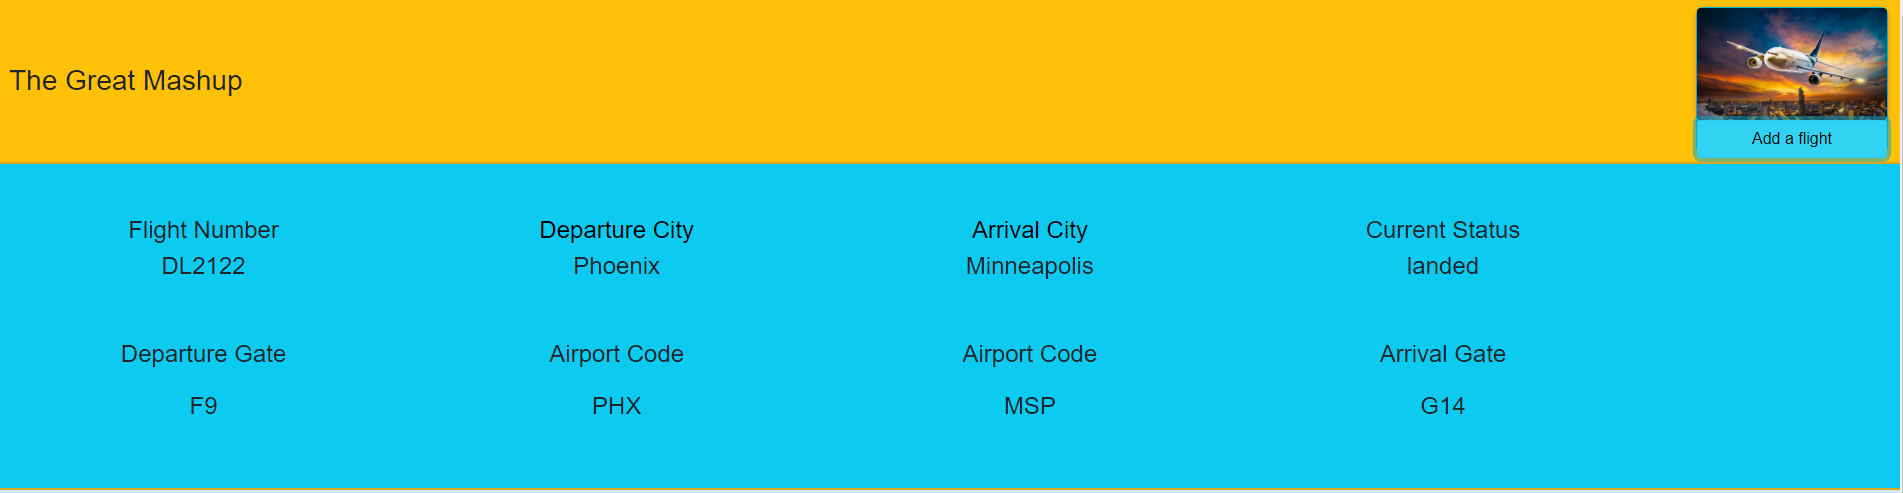 The Great Mashup
Add a flight
Flight Number
Departure City
Arrival City
Current Status
DL2122
Phoenix
Minneapolis
landed
Departure Gate
Airport Code
Airport Code
Arrival Gate
F9
PHX
MSP
G14